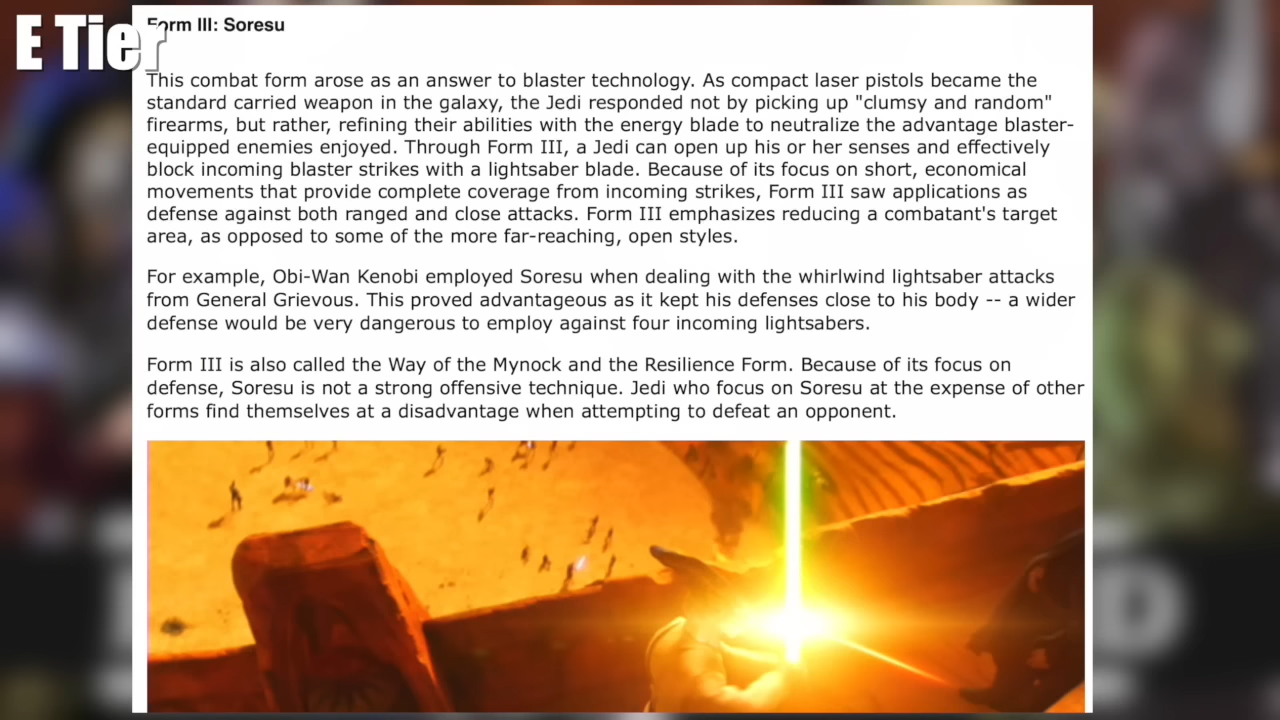 E Tier
Form III: Soresu
This combat form arose as an answer to blaster technology. As compact laser pistols became the
standard carried weapon in the galaxy, the Jedi responded not by picking up "clumsy and random"
firearms, but rather, refining their abilities with the energy blade to neutralize the advantage blaster-
equipped enemies enjoyed. Through Form III, a Jedi can open up his or her senses and effectively
block incoming blaster strikes with a lightsaber blade. Because of its focus on short, economical
movements that provide complete coverage from incoming strikes, Form III saw applications as
defense against both ranged and close attacks. Form III emphasizes reducing a combatant's target
area, as opposed to some of the more far-reaching, open styles.
For example, Obi-Wan Kenobi employed Soresu when dealing with the whirlwind lightsaber attacks
from General Grievous. This proved advantageous as it kept his defenses close to his body -- a wider
defense would be very dangerous to employ against four incoming lightsabers.
Form III is also called the Way of the Mynock and the Resilience Form. Because of its focus on
defense, Soresu is not a strong offensive technique. Jedi who focus on Soresu at the expense of other
forms find themselves at a disadvantage when attempting to defeat an opponent.